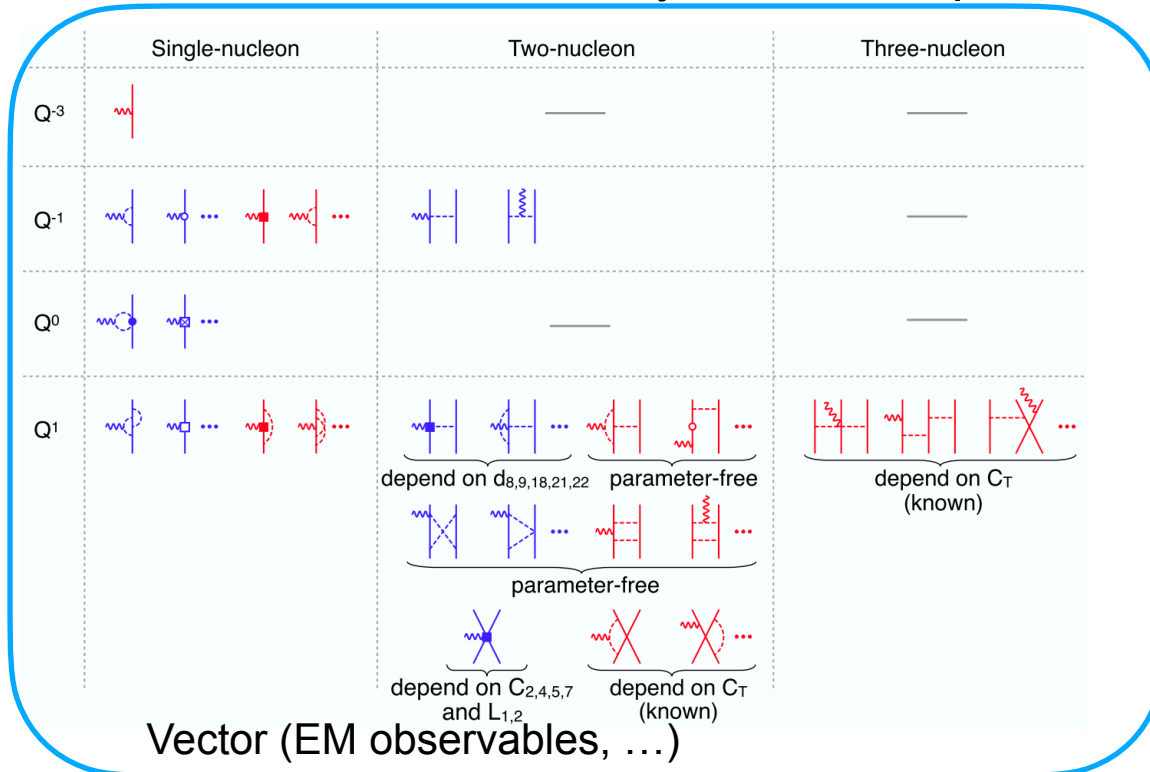 Single-nucleon Two-nucleon Three-nucleon
Q⁻³
Q⁻¹
Q⁰
Q¹
depend on d₈,₉,₁₈,₂₁,₂₂ parameter-free depend on Cᴛ
(known)
parameter-free
depend on C₂,₄,₅,₇ depend on Cᴛ
and L₁,₂ (known)
Vector (EM observables, …)